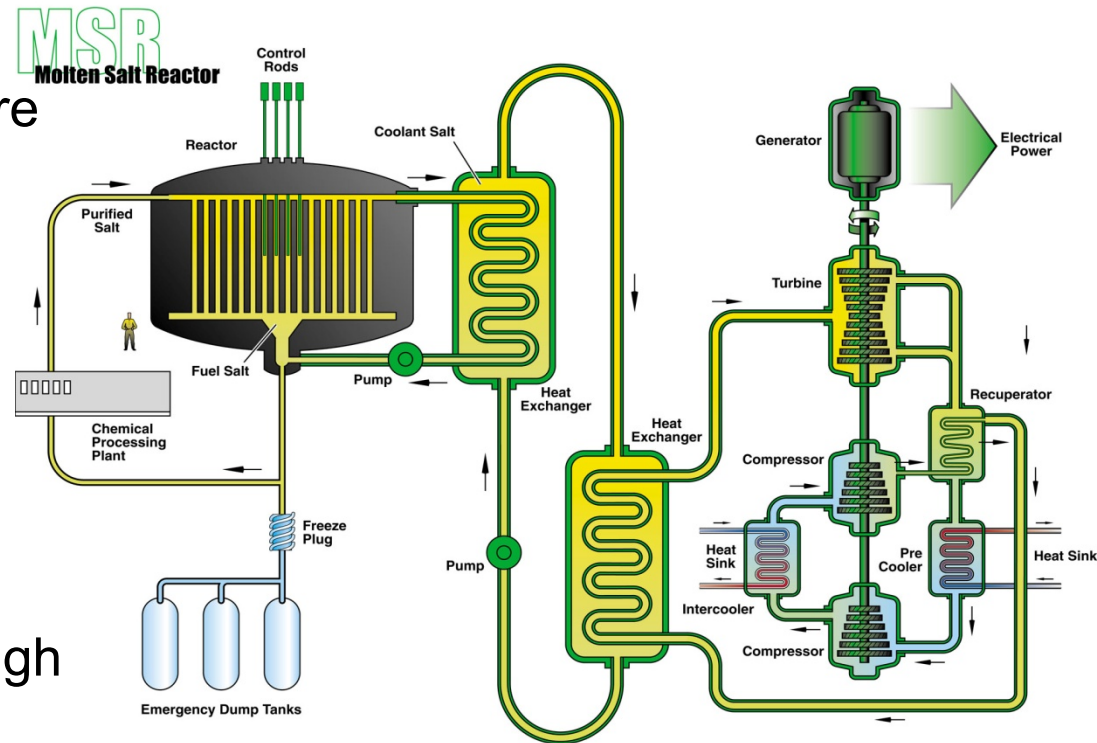 MSR
Molten Salt Reactor
re
Control
Rods
Reactor
Coolant Salt
Generator
Electrical
Power
Purified
Salt
Turbine
Fuel Salt
Pump
Heat
Exchanger
Recuperator
Chemical
Processing
Plant
Heat
Exchanger
Compressor
Freeze
Plug
Pump
Heat
Sink
Pre
Cooler
Heat Sink
Intercooler
Compressor
gh
Emergency Dump Tanks